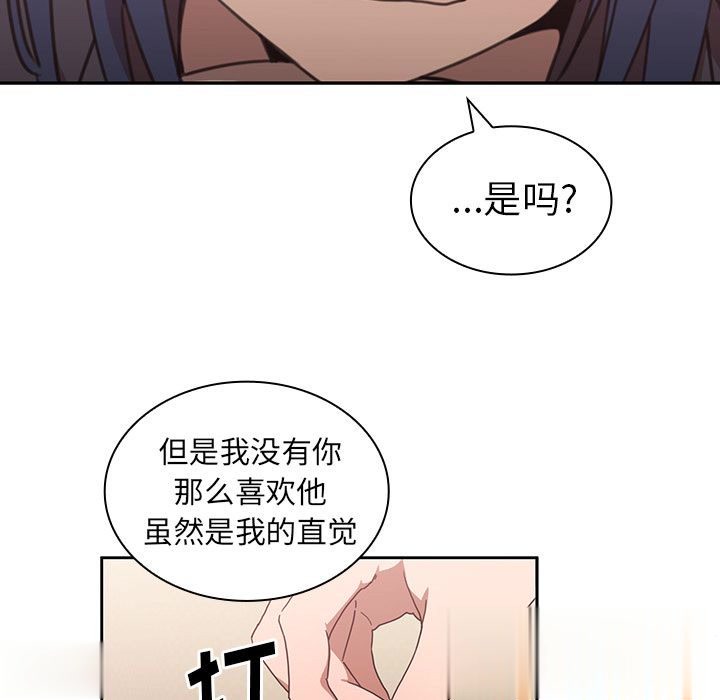 ...是吗?
但是我没有你
那么喜欢他
虽然是我的直觉
打